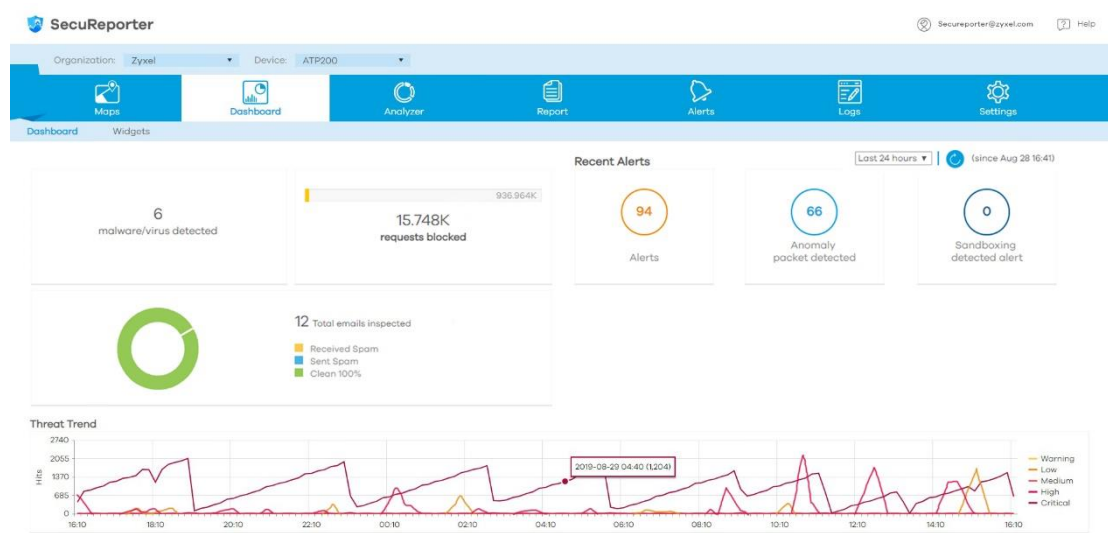 SecuReporter
Secureporter@zyxel.com
Help
Organization: Zyxel Device: ATP200
Maps
Dashboard
Analyzer
Report
Alerts
Logs
Settings
Dashboard Widgets
Recent Alerts
Last 24 hours
(since Aug 28 16:41)
6
malware/virus detected
936.964K
15.748K
requests blocked
94
Alerts
66
Anomaly
packet detected
0
Sandboxing
detected alert
12 Total emails inspected
Received Spam
Sent Spam
Clean 100%
Threat Trend
Hits
2740
2055
1370
685
0
2019-08-29 04:40 (1,204)
16:10 18:10 20:10 22:10 00:10 02:10 04:10 06:10 08:10 10:10 12:10 14:10 16:10
Warning
Low
Medium
High
Critical